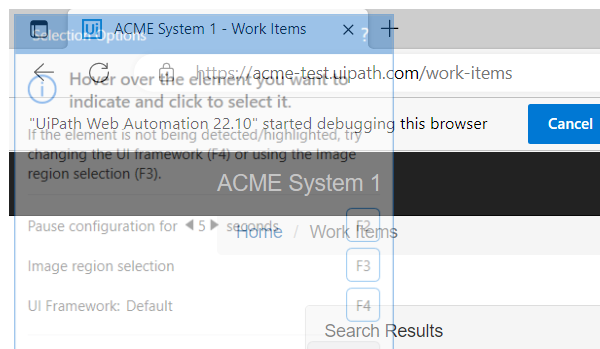 Ui ACME System 1 - Work Items
Selection Options ?
https://acme-test.uipath.com/work-items
Hover over the element you want to
indicate and click to select it.
"UiPath Web Automation 22.10" started debugging this browser
Cancel
If the element is not being detected/highlighted, try
changing the UI framework (F4) or using the Image
region selection (F3).
ACME System 1
Pause configuration for 5 seconds F2
Home / Work Items
Image region selection F3
UI Framework: Default F4
Search Results